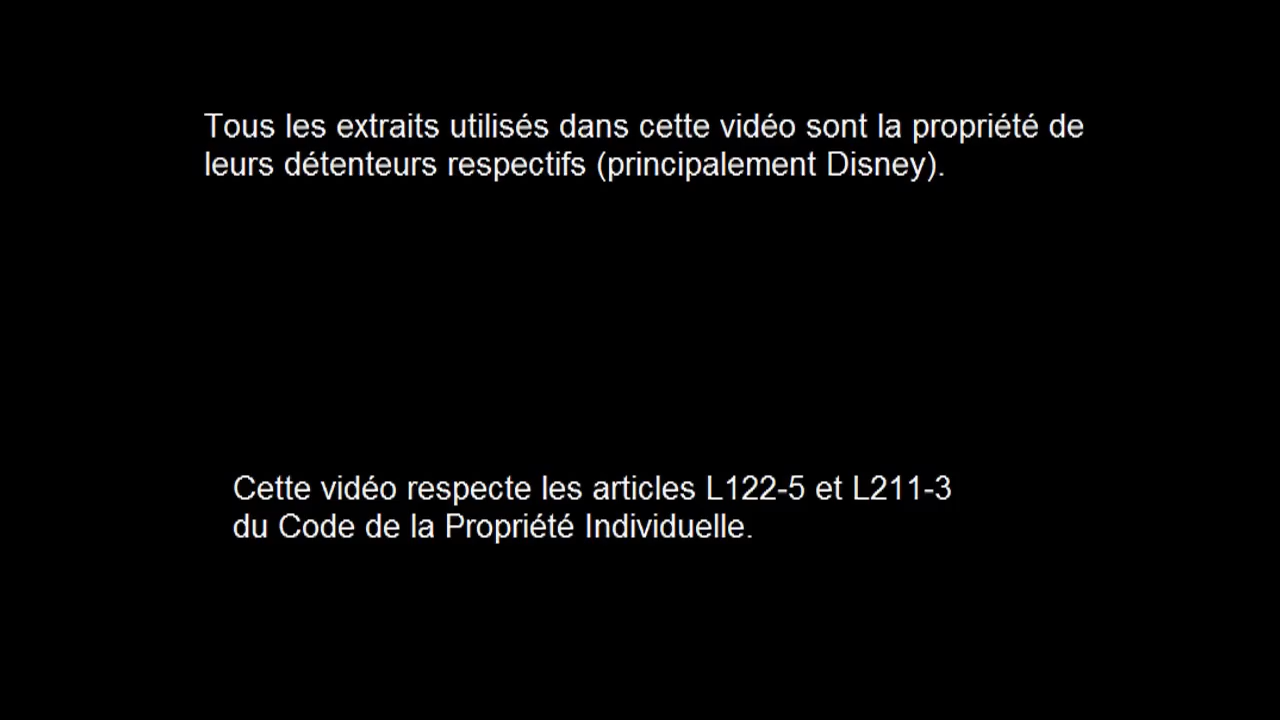 Tous les extraits utilisés dans cette vidéo sont la propriété de
leurs détenteurs respectifs (principalement Disney).
Cette vidéo respecte les articles L122-5 et L211-3
du Code de la Propriété Individuelle.